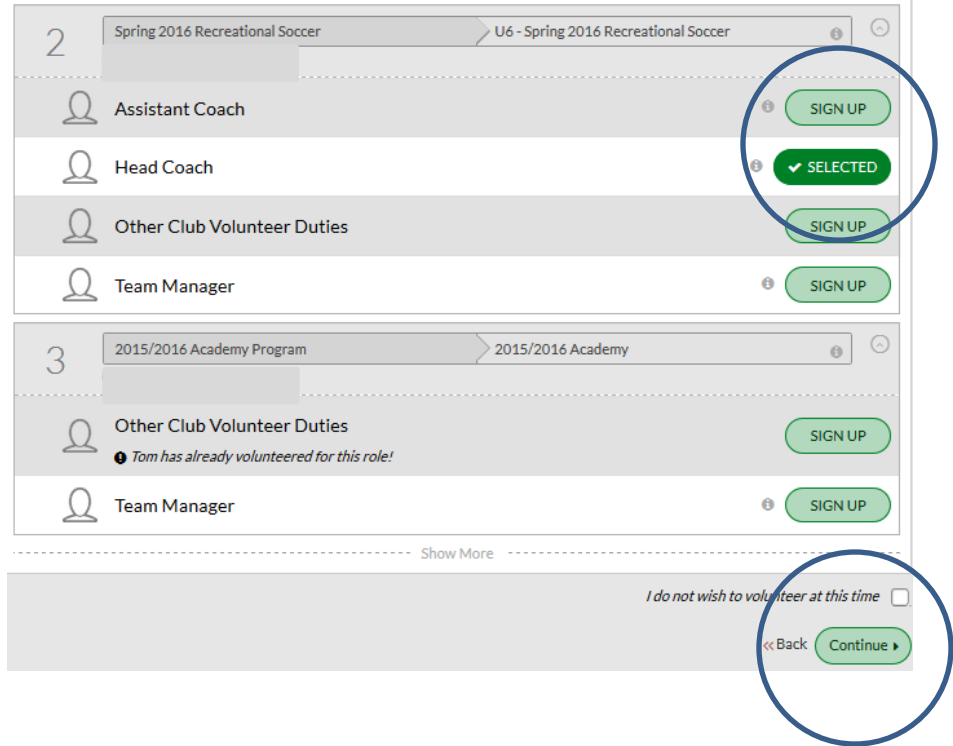 2 Spring 2016 Recreational Soccer U6 - Spring 2016 Recreational Soccer
Assistant Coach SIGN UP
Head Coach SELECTED
Other Club Volunteer Duties SIGN UP
Team Manager SIGN UP
3 2015/2016 Academy Program 2015/2016 Academy
Other Club Volunteer Duties SIGN UP
Tom has already volunteered for this role!
Team Manager SIGN UP
Show More
I do not wish to volunteer at this time
«Back Continue